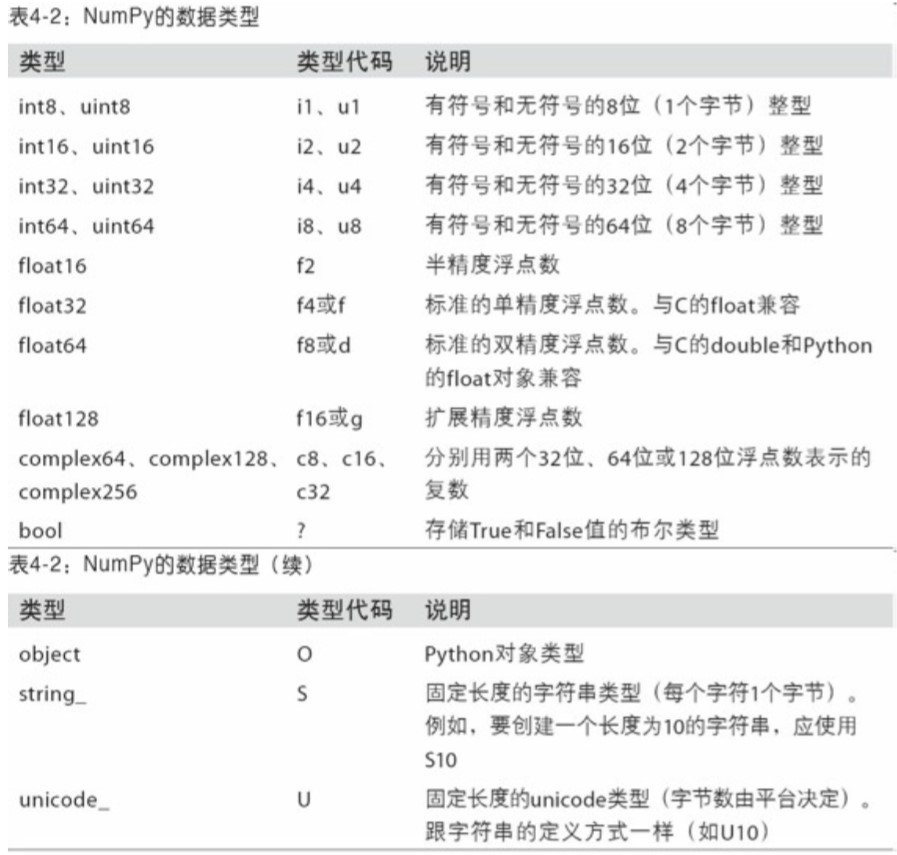 表4-2：NumPy的数据类型
类型 类型代码 说明
int8、uint8 i1、u1 有符号和无符号的8位（1个字节）整型
int16、uint16 i2、u2 有符号和无符号的16位（2个字节）整型
int32、uint32 i4、u4 有符号和无符号的32位（4个字节）整型
int64、uint64 i8、u8 有符号和无符号的64位（8个字节）整型
float16 f2 半精度浮点数
float32 f4或f 标准的单精度浮点数。与C的float兼容
float64 f8或d 标准的双精度浮点数。与C的double和Python
的float对象兼容
float128 f16或g 扩展精度浮点数
complex64、complex128、 c8、c16、 分别用两个32位、64位或128位浮点数表示的
complex256 c32 复数
bool ? 存储True和False值的布尔类型
表4-2：NumPy的数据类型（续）
类型 类型代码 说明
object O Python对象类型
string_ S 固定长度的字符串类型（每个字符1个字节）。
例如，要创建一个长度为10的字符串，应使用
S10
unicode_ U 固定长度的unicode类型（字节数由平台决定）。
跟字符串的定义方式一样（如U10）